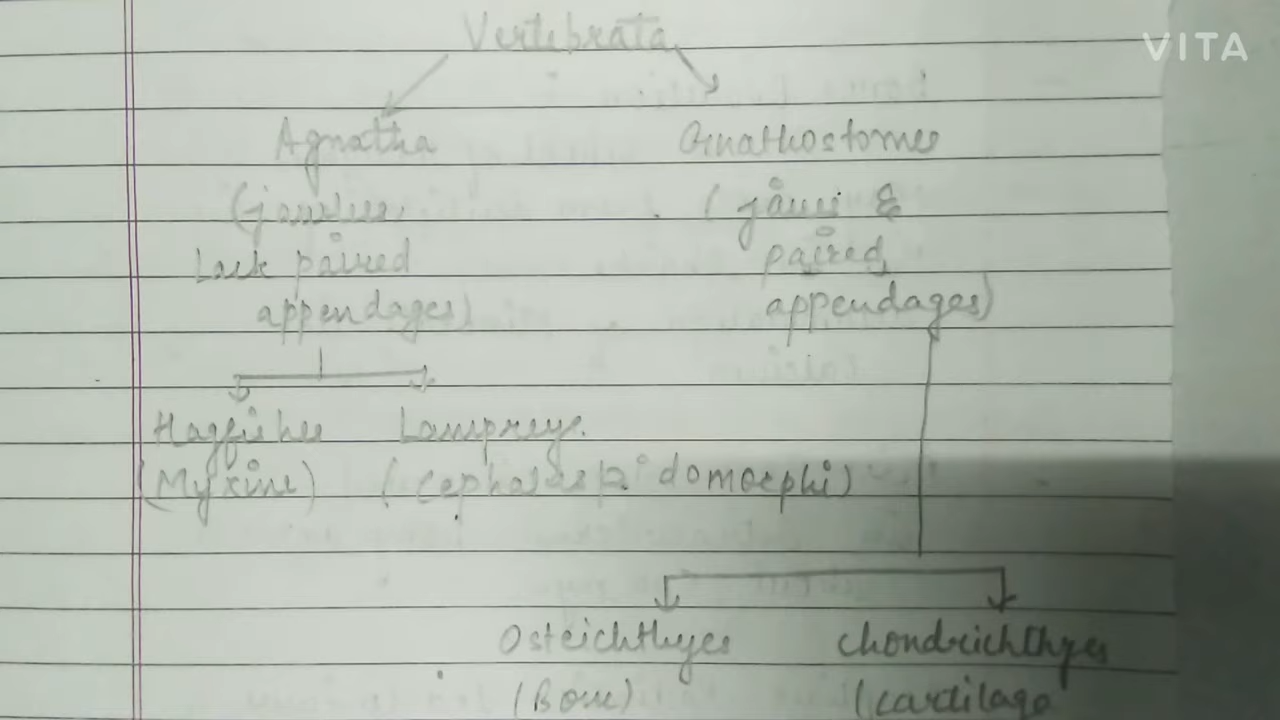 Vertebrata
VITA
Agnatha Gnathostomes
(jawless, (jaws &
Lack paired paired
appendages) appendages)
Hagfishes Lampreys.
(Myxine) (Cephalaspidomorphi)
Osteichthyes Chondrichthyes
(Bone) (cartilage